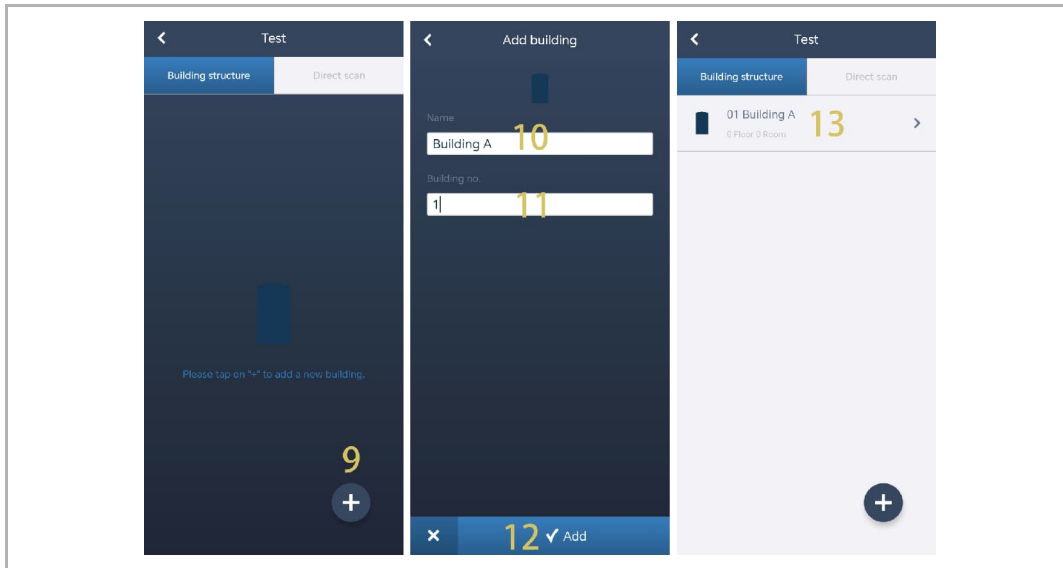 Test
Building structure
Direct scan
Please tap on "+" to add a new building.
9
Add building
Name
Building A
10
Building no.
1
11
12
Add
Test
Building structure
Direct scan
01 Building A
0 Floor 0 Room
13